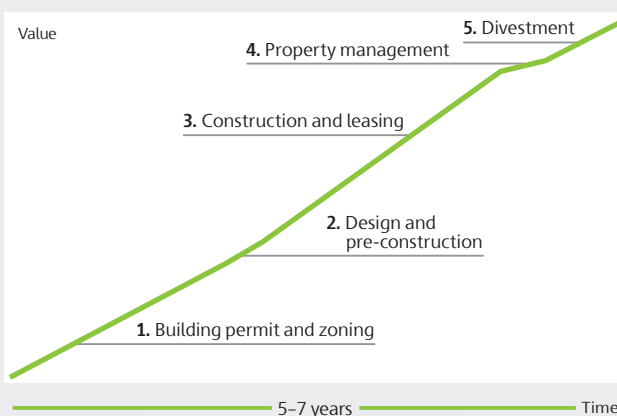 Value
5. Divestment
4. Property management
3. Construction and leasing
2. Design and
pre-construction
1. Building permit and zoning
5–7 years
Time